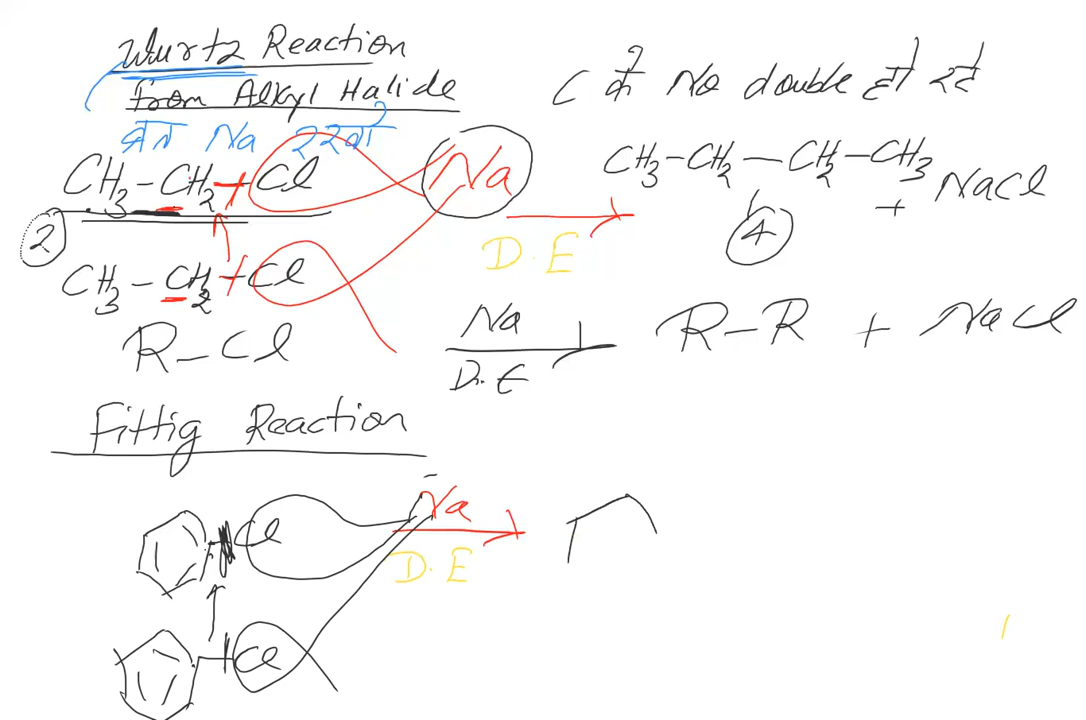 Wurtz Reaction
From Alkyl Halide
Na
C के No double हो रहे
CH3-CH2+Cl Na CH3-CH2-CH2-CH3 + NaCl
D.E
2
4
CH3-CH2+Cl
R-Cl Na D.E R-R + NaCl
Fittig Reaction
Cl Na
D.E
Cl